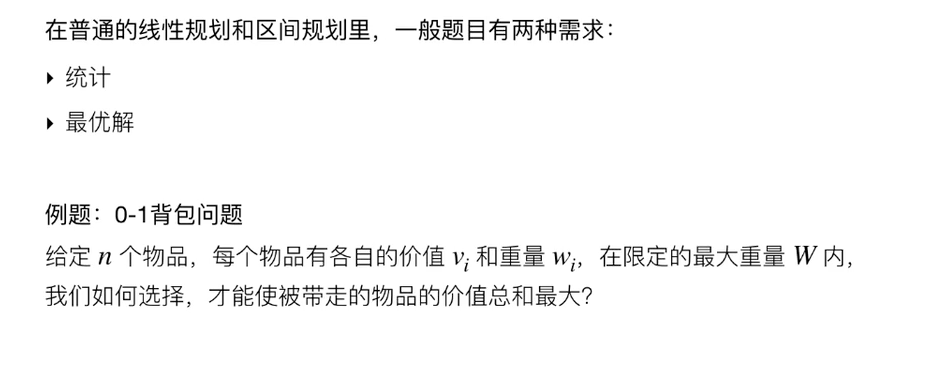 在普通的线性规划和区间规划里，一般题目有两种需求：
‣ 统计
‣ 最优解
例题：0-1背包问题
给定 n 个物品，每个物品有各自的价值 vᵢ 和重量 wᵢ，在限定的最大重量 W 内，
我们如何选择，才能使被带走的物品的价值总和最大？